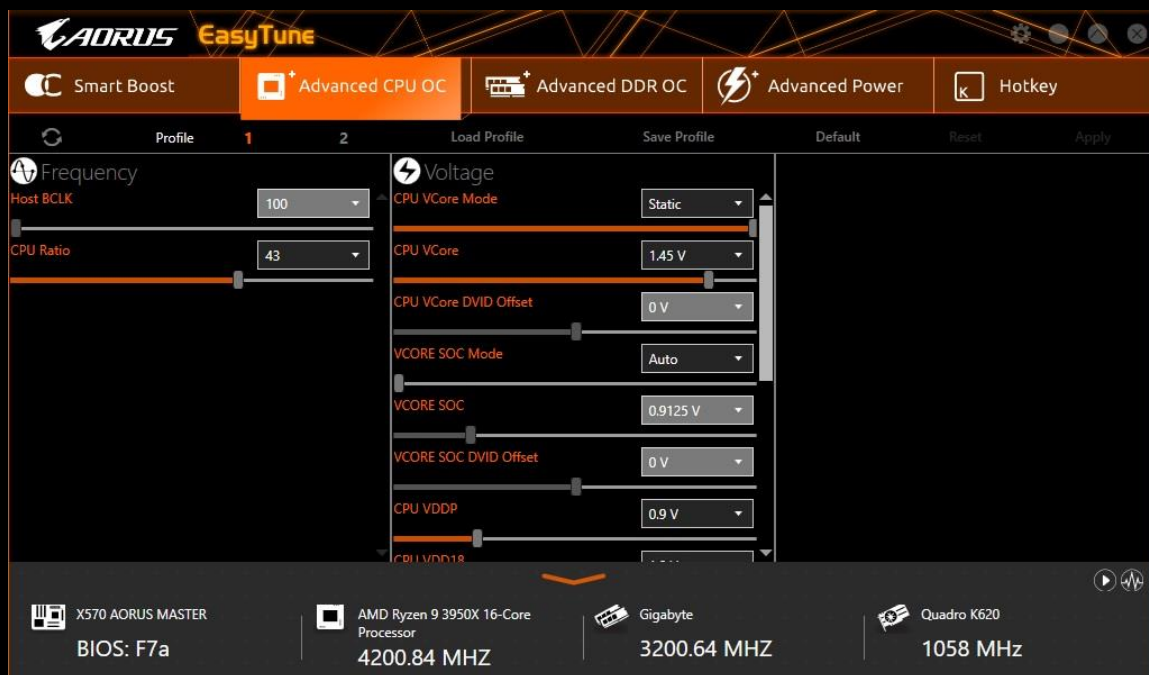 AORUS EasyTune
Smart Boost
Advanced CPU OC
Advanced DDR OC
Advanced Power
K Hotkey
Profile 1 2 Load Profile Save Profile Default Reset Apply
Frequency
Host BCLK 100
CPU Ratio 43
Voltage
CPU VCore Mode Static
CPU VCore 1.45 V
CPU VCore DVID Offset 0 V
VCORE SOC Mode Auto
VCORE SOC 0.9125 V
VCORE SOC DVID Offset 0 V
CPU VDDP 0.9 V
CPU VDD18
X570 AORUS MASTER
BIOS: F7a
AMD Ryzen 9 3950X 16-Core
Processor
4200.84 MHZ
Gigabyte
3200.64 MHZ
Quadro K620
1058 MHz